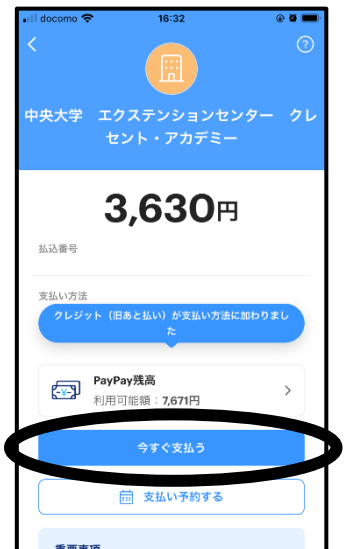 docomo 16:32
?
中央大学　エクステンションセンター　クレ
セント・アカデミー
3,630円
払込番号
支払い方法
クレジット（旧あと払い）が支払い方法に加わりまし
た
PayPay残高
利用可能額：7,671円
今すぐ支払う
支払い予約する
重要事項